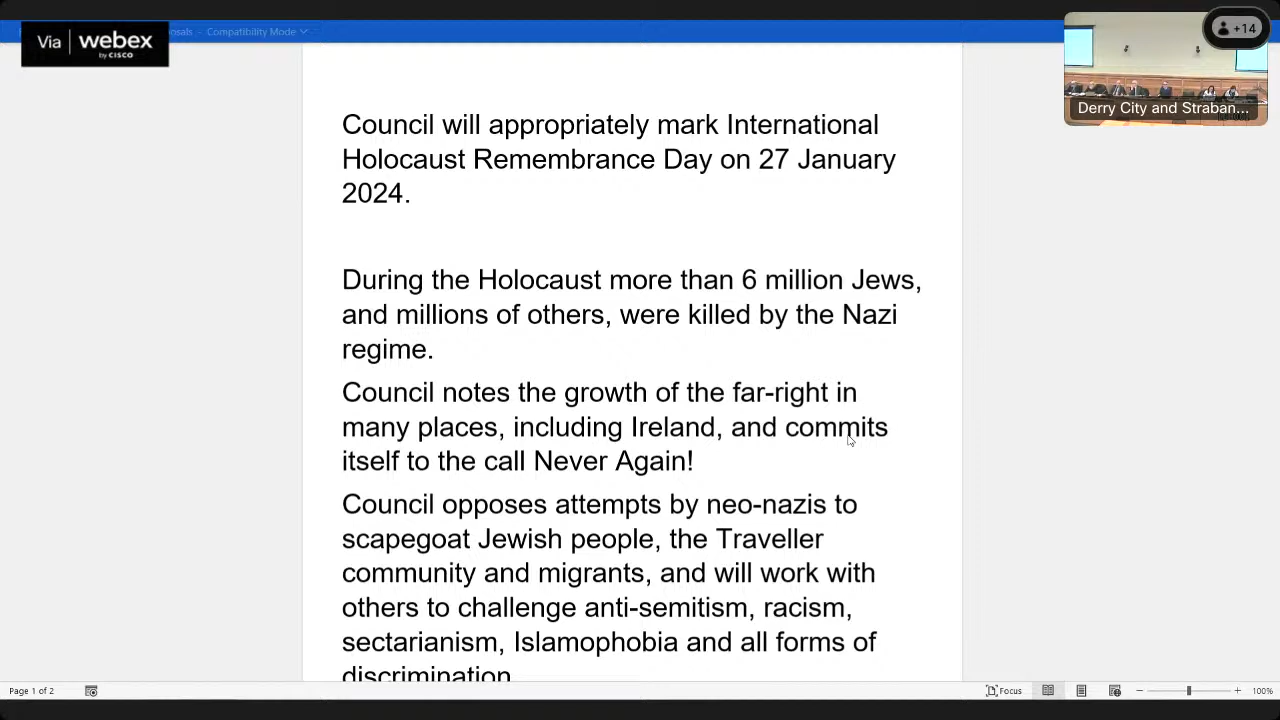 Via webex
by CISCO
osals - Compatibility Mode
+14
Derry City and Straban...
Council will appropriately mark International
Holocaust Remembrance Day on 27 January
2024.
During the Holocaust more than 6 million Jews,
and millions of others, were killed by the Nazi
regime.
Council notes the growth of the far-right in
many places, including Ireland, and commits
itself to the call Never Again!
Council opposes attempts by neo-nazis to
scapegoat Jewish people, the Traveller
community and migrants, and will work with
others to challenge anti-semitism, racism,
sectarianism, Islamophobia and all forms of
discrimination
Page 1 of 2
Focus
100%